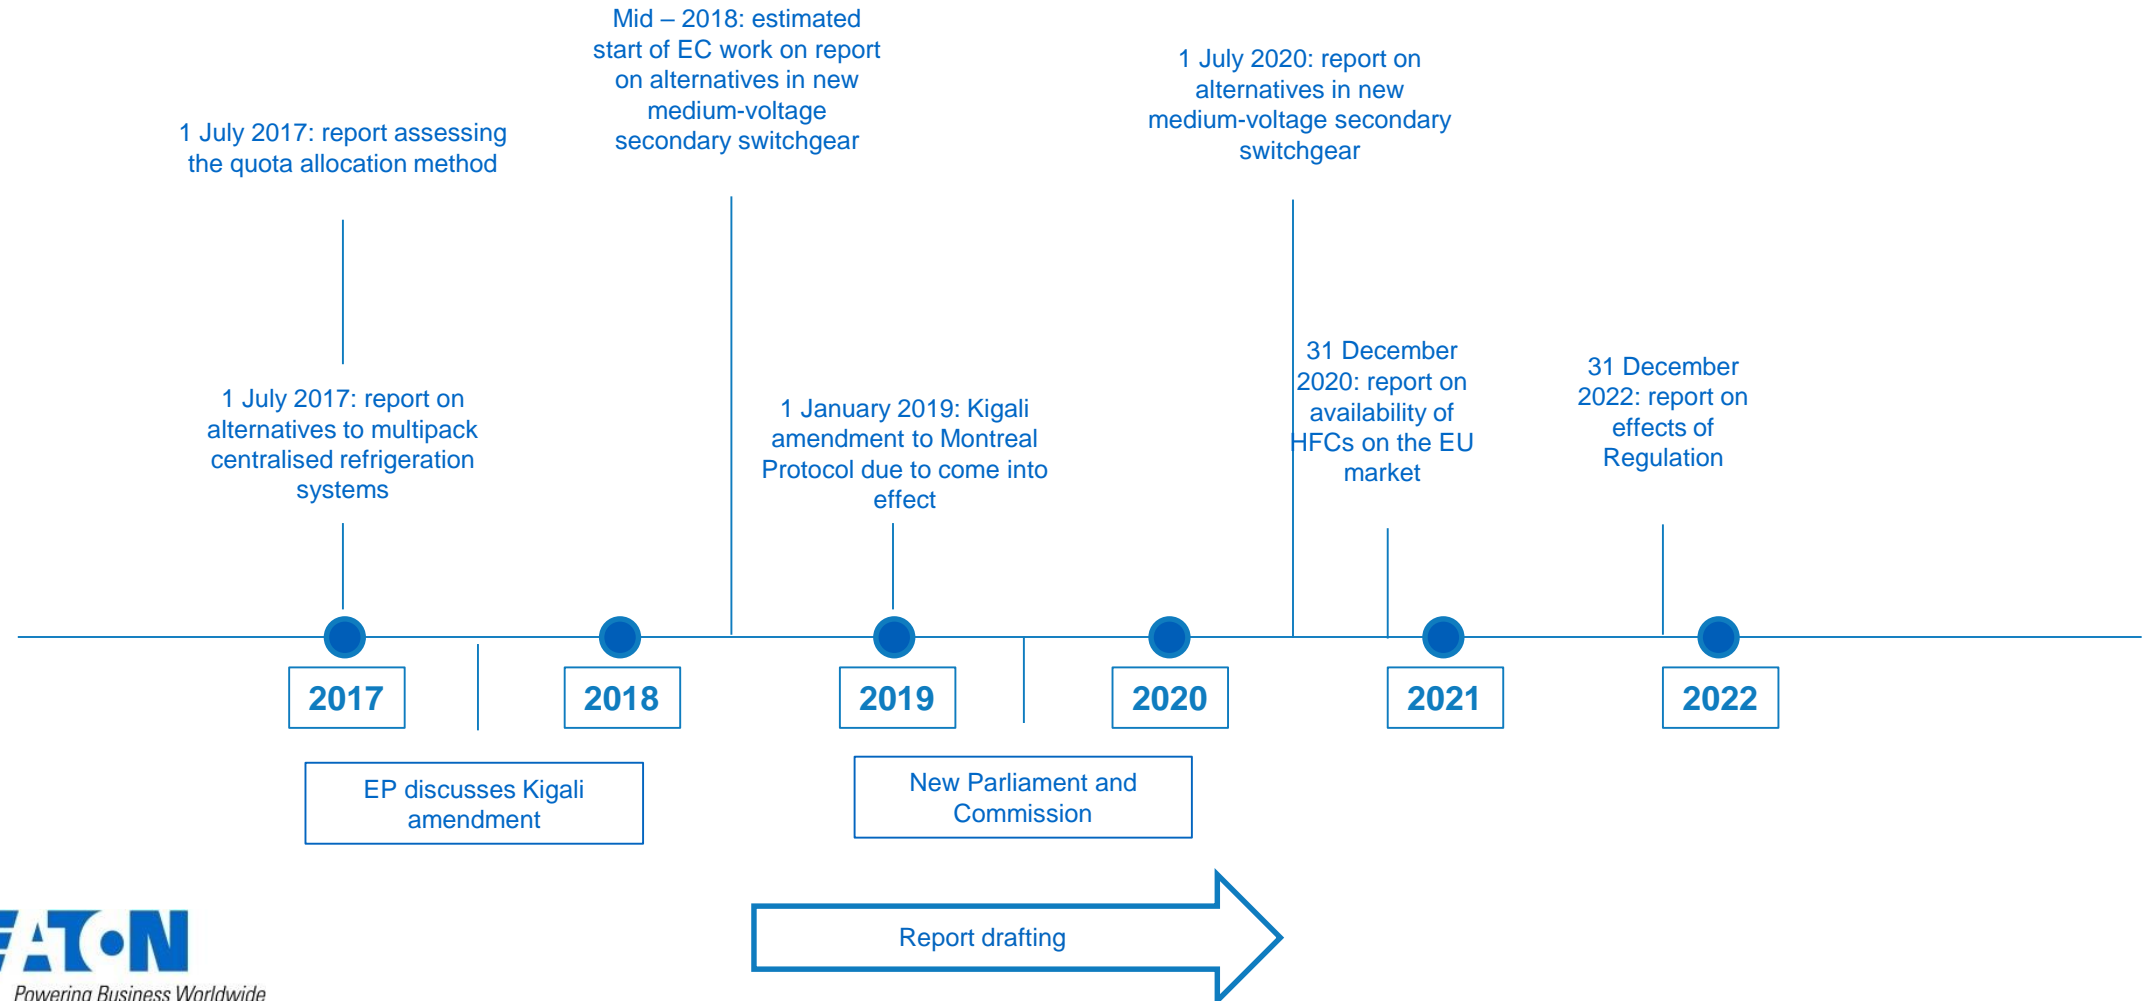 Mid – 2018: estimated
start of EC work on report
on alternatives in new
medium-voltage
secondary switchgear
1 July 2020: report on
alternatives in new
medium-voltage secondary
switchgear
1 July 2017: report assessing
the quota allocation method
31 December
2020: report on
availability of
HFCs on the EU
market
31 December
2022: report on
effects of
Regulation
1 July 2017: report on
alternatives to multipack
centralised refrigeration
systems
1 January 2019: Kigali
amendment to Montreal
Protocol due to come into
effect
2017
2018
2019
2020
2021
2022
EP discusses Kigali
amendment
New Parliament and
Commission
Report drafting
EATON
Powering Business Worldwide